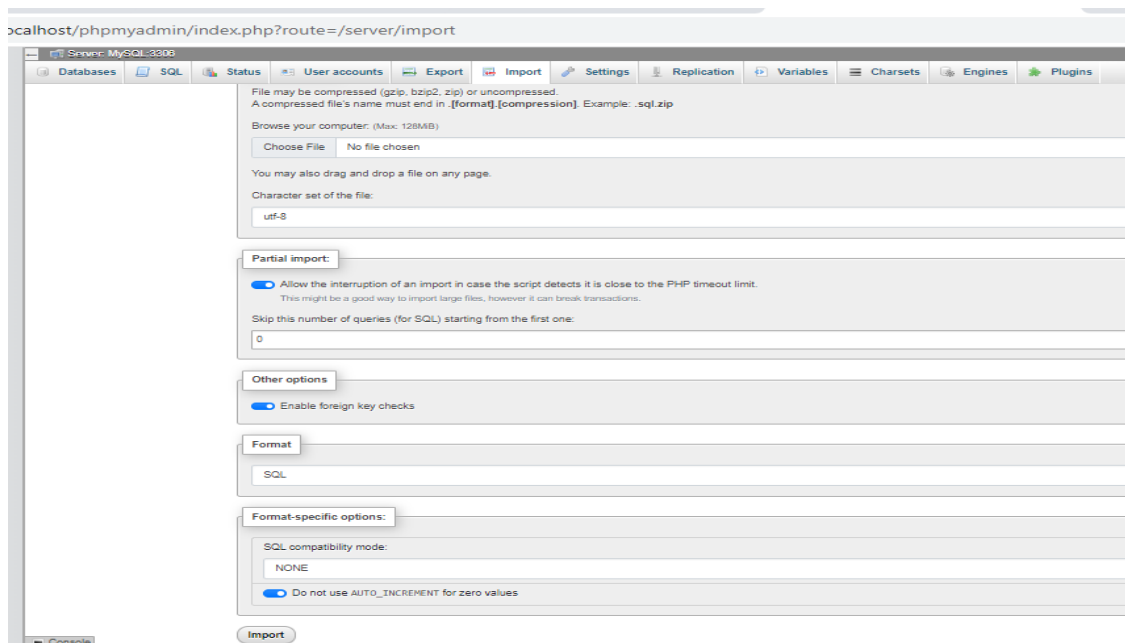 ocalhost/phpmyadmin/index.php?route=/server/import
Server: MySQL:3306
Databases SQL Status User accounts Export Import Settings Replication Variables Charsets Engines Plugins
File may be compressed (gzip, bzip2, zip) or uncompressed.
A compressed file's name must end in .[format].[compression]. Example: .sql.zip
Browse your computer: (Max: 128MiB)
Choose File No file chosen
You may also drag and drop a file on any page.
Character set of the file:
utf-8
Partial import:
Allow the interruption of an import in case the script detects it is close to the PHP timeout limit.
This might be a good way to import large files, however it can break transactions.
Skip this number of queries (for SQL) starting from the first one:
0
Other options
Enable foreign key checks
Format
SQL
Format-specific options:
SQL compatibility mode:
NONE
Do not use AUTO_INCREMENT for zero values
Import
Console